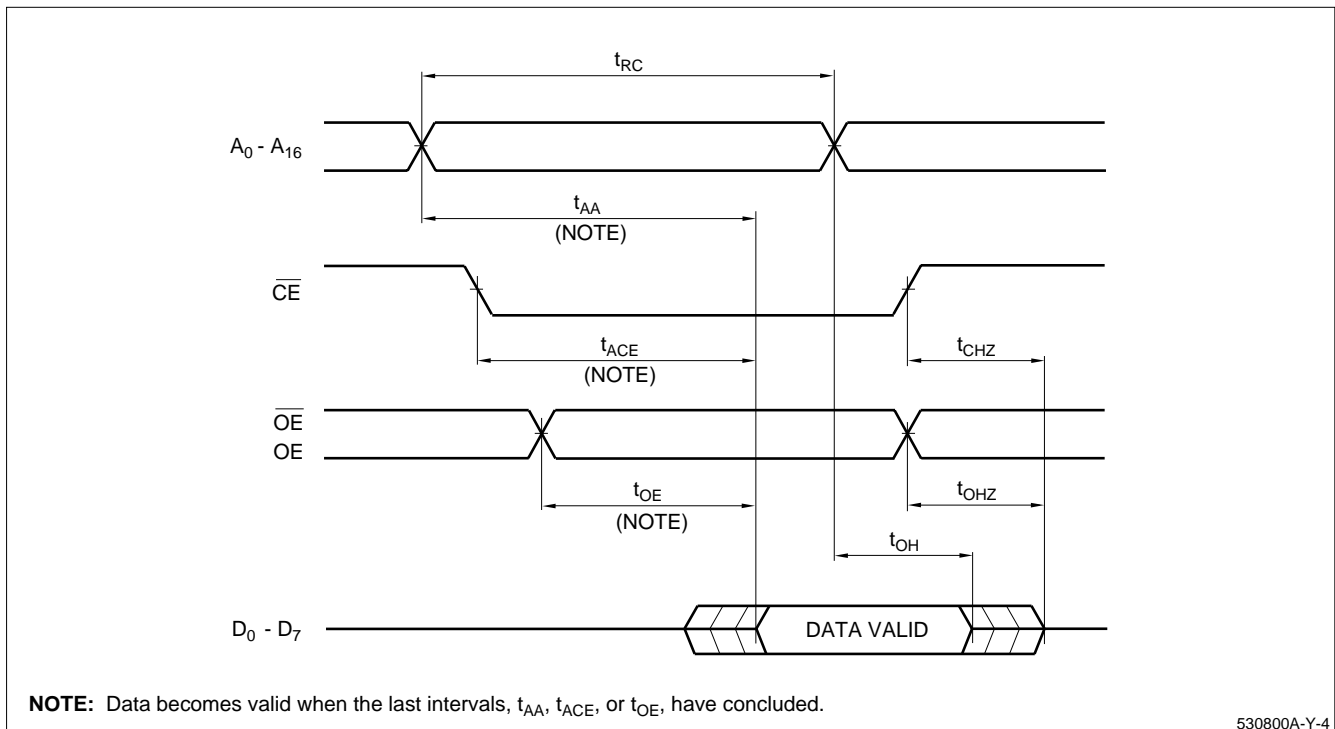 tRC
A0 - A16
tAA
(NOTE)
CE
tACE
(NOTE)
tCHZ
OE
OE
tOE
(NOTE)
tOHZ
tOH
D0 - D7
DATA VALID
NOTE: Data becomes valid when the last intervals, tAA, tACE, or tOE, have concluded.
530800A-Y-4